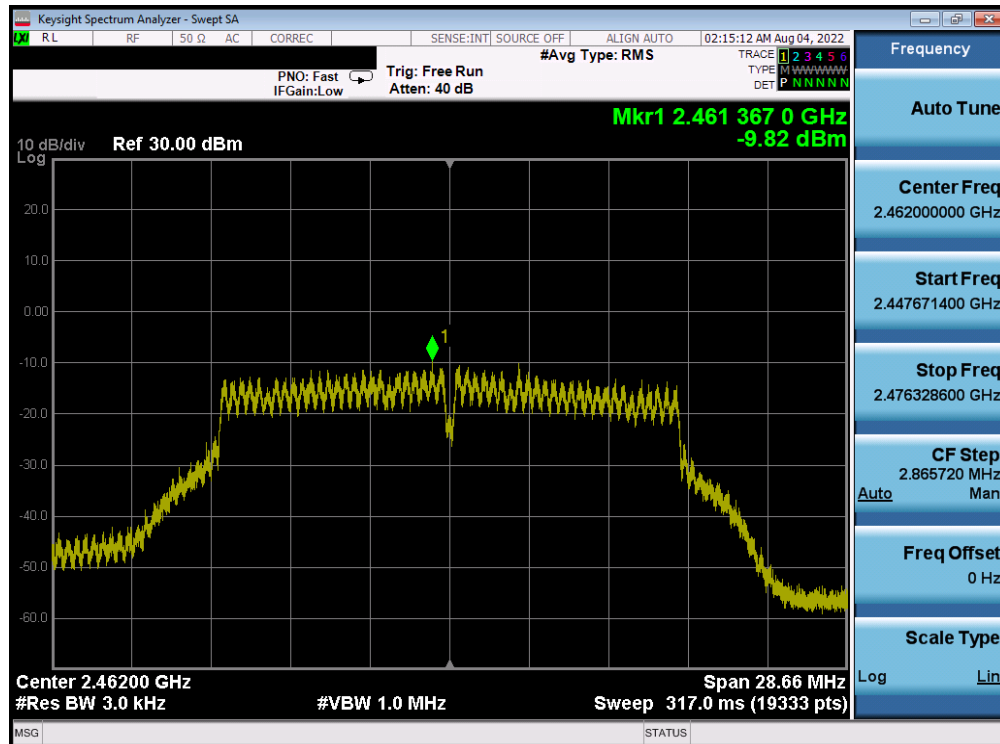 Keysight Spectrum Analyzer - Swept SA
LXI RL RF 50 Ω AC CORREC SENSE:INT SOURCE OFF ALIGN AUTO 02:15:12 AM Aug 04, 2022
#Avg Type: RMS
TRACE 1 2 3 4 5 6
TYPE M W W W W W
DET P N N N N N
PNO: Fast
IFGain:Low
Trig: Free Run
Atten: 40 dB
Mkr1 2.461 367 0 GHz
-9.82 dBm
10 dB/div
Log
Ref 30.00 dBm
20.0
10.0
0.00
-10.0
-20.0
-30.0
-40.0
-50.0
-60.0
1
Center 2.46200 GHz
Span 28.66 MHz
#Res BW 3.0 kHz
#VBW 1.0 MHz
Sweep 317.0 ms (19333 pts)
MSG
STATUS
Frequency
Auto Tune
Center Freq
2.462000000 GHz
Start Freq
2.447671400 GHz
Stop Freq
2.476328600 GHz
CF Step
2.865720 MHz
Auto Man
Freq Offset
0 Hz
Scale Type
Log Lin